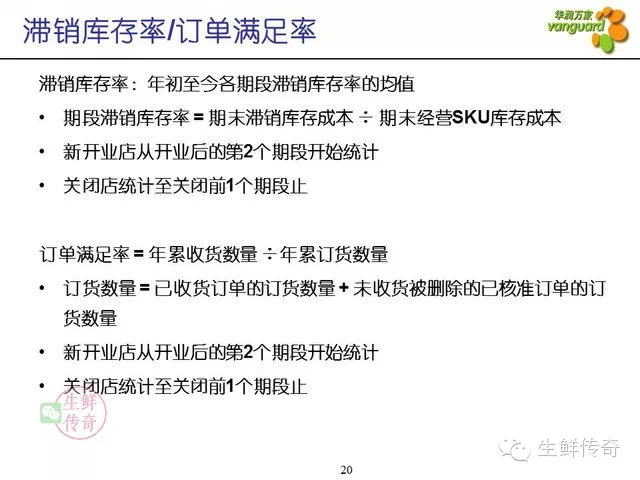 滞销库存率/订单满足率
华润万家
vanguard
滞销库存率：年初至今各期段滞销库存率的均值
• 期段滞销库存率 = 期末滞销库存成本 ÷ 期末经营SKU库存成本
• 新开业店从开业后的第2个期段开始统计
• 关闭店统计至关闭前1个期段止
订单满足率 = 年累收货数量 ÷ 年累订货数量
• 订货数量 = 已收货订单的订货数量 + 未收货被删除的已核准订单的订
货数量
• 新开业店从开业后的第2个期段开始统计
• 关闭店统计至关闭前1个期段止
生鲜
传奇
生鲜传奇
20